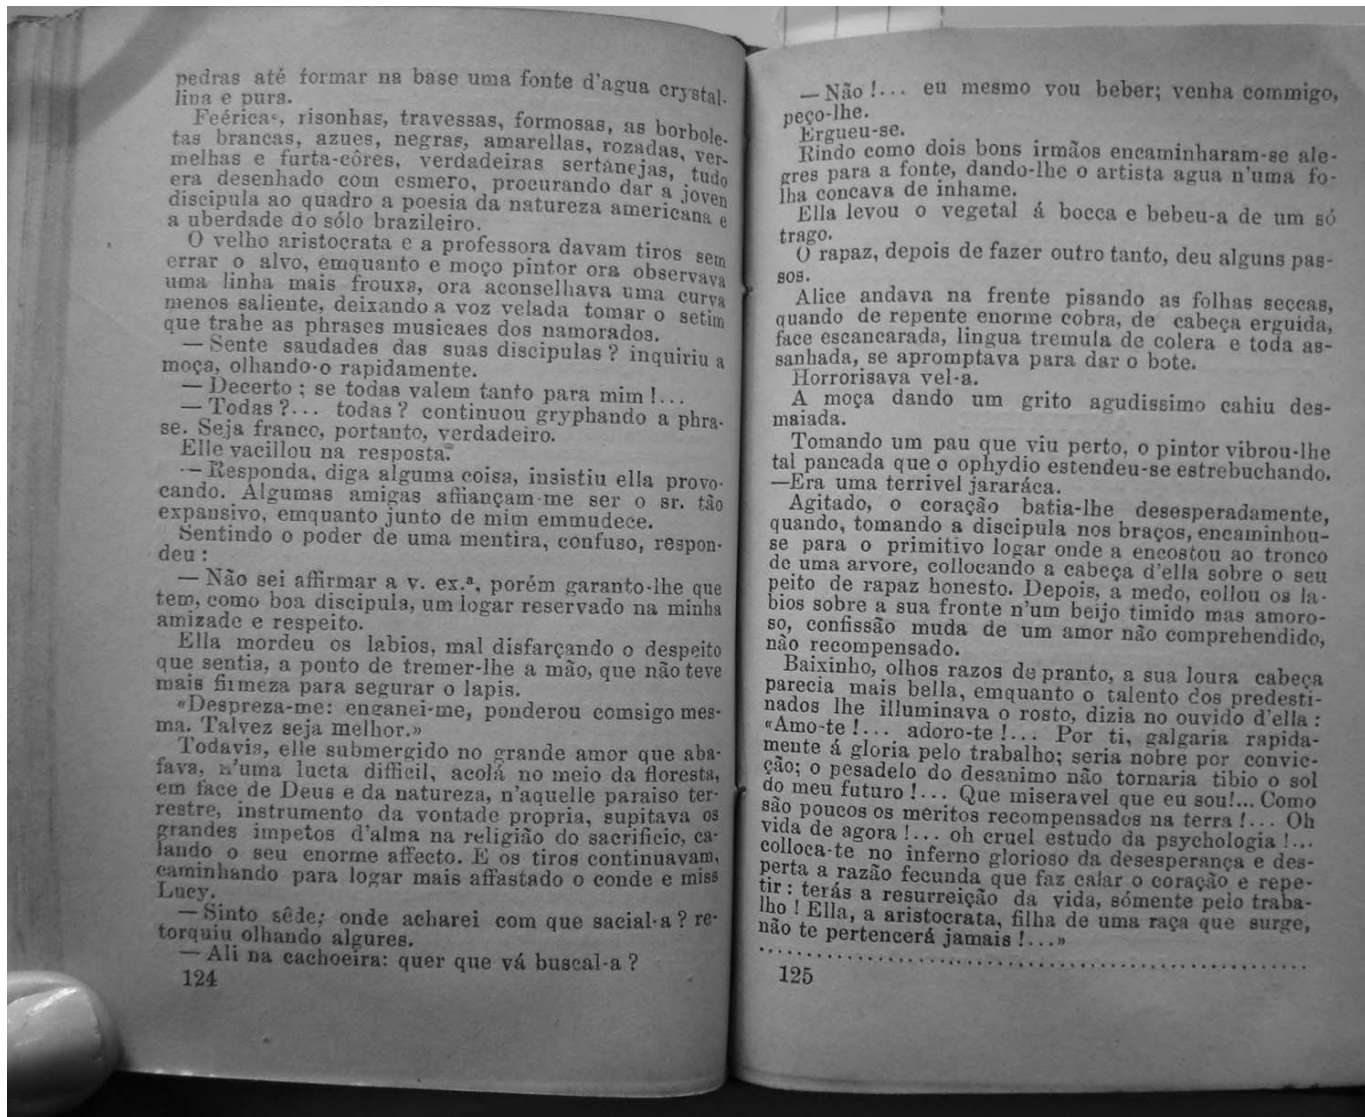 pedras até formar na base uma fonte d'agua crystal-
lina e pura.
Feéricas, risonhas, travessas, formosas, as borbole-
tas brancas, azues, negras, amarellas, rozadas, ver-
melhas e furta-côres, verdadeiras sertanejas, tudo
era desenhado com esmero, procurando dar a joven
discipula ao quadro a poesia da natureza americana e
a uberdade do sólo brazileiro.
O velho aristocrata e a professora davam tiros sem
errar o alvo, emquanto e moço pintor ora observava
uma linha mais frouxa, ora aconselhava uma curva
menos saliente, deixando a voz velada tomar o setim
que trahe as phrases musicaes dos namorados.
— Sente saudades das suas discipulas ? inquiriu a
moça, olhando-o rapidamente.
— Decerto ; se todas valem tanto para mim !...
— Todas ?... todas ? continuou gryphando a phra-
se. Seja franco, portanto, verdadeiro.
Elle vacillou na resposta.
— Responda, diga alguma coisa, insistiu ella provo-
cando. Algumas amigas affiançam-me ser o sr. tão
expansivo, emquanto junto de mim emmudece.
Sentindo o poder de uma mentira, confuso, respon-
deu :
— Não sei affirmar a v. ex.ª, porém garanto-lhe que
tem, como boa discipula, um logar reservado na minha
amizade e respeito.
Ella mordeu os labios, mal disfarçando o despeito
que sentia, a ponto de tremer-lhe a mão, que não teve
mais firmeza para segurar o lapis.
«Despreza-me: enganei-me, ponderou comsigo mes-
ma. Talvez seja melhor.»
Todavia, elle submergido no grande amor que aba-
fava, n'uma lucta difficil, acolá no meio da floresta,
em face de Deus e da natureza, n'aquelle paraiso ter-
restre, instrumento da vontade propria, supitava os
grandes impetos d'alma na religião do sacrificio, ca-
lando o seu enorme affecto. E os tiros continuavam,
caminhando para logar mais affastado o conde e miss
Lucy.
— Sinto sêde; onde acharei com que sacial-a ? re-
torquiu olhando algures.
— Ali na cachoeira: quer que vá buscal-a ?
124
— Não !... eu mesmo vou beber; venha commigo,
peço-lhe.
Ergueu-se.
Rindo como dois bons irmãos encaminharam-se ale-
gres para a fonte, dando-lhe o artista agua n'uma fo-
lha concava de inhame.
Ella levou o vegetal á bocca e bebeu-a de um só
trago.
O rapaz, depois de fazer outro tanto, deu alguns pas-
sos.
Alice andava na frente pisando as folhas seccas,
quando de repente enorme cobra, de cabeça erguida,
face escancarada, lingua tremula de colera e toda as-
sanhada, se apromptava para dar o bote.
Horrorisava vel-a.
A moça dando um grito agudissimo cahiu des-
maiada.
Tomando um pau que viu perto, o pintor vibrou-lhe
tal pancada que o ophydio estendeu-se estrebuchando.
—Era uma terrivel jararáca.
Agitado, o coração batia-lhe desesperadamente,
quando, tomando a discipula nos braços, encaminhou-
se para o primitivo logar onde a encostou ao tronco
de uma arvore, collocando a cabeça d'ella sobre o seu
peito de rapaz honesto. Depois, a medo, collou os la-
bios sobre a sua fronte n'um beijo timido mas amoro-
so, confissão muda de um amor não comprehendido,
não recompensado.
Baixinho, olhos razos de pranto, a sua loura cabeça
parecia mais bella, emquanto o talento dos predesti-
nados lhe illuminava o rosto, dizia no ouvido d'ella :
«Amo-te !... adoro-te !... Por ti, galgaria rapida-
mente á gloria pelo trabalho; seria nobre por convic-
ção; o pesadelo do desanimo não tornaria tibio o sol
do meu futuro !... Que miseravel que eu sou!... Como
são poucos os meritos recompensados na terra !... Oh
vida de agora !... oh cruel estudo da psychologia !...
colloca-te no inferno glorioso da desesperança e des-
perta a razão fecunda que faz calar o coração e repe-
tir : terás a resurreição da vida, sómente pelo traba-
lho ! Ella, a aristocrata, filha de uma raça que surge,
não te pertencerá jamais !...»
..............................................
125